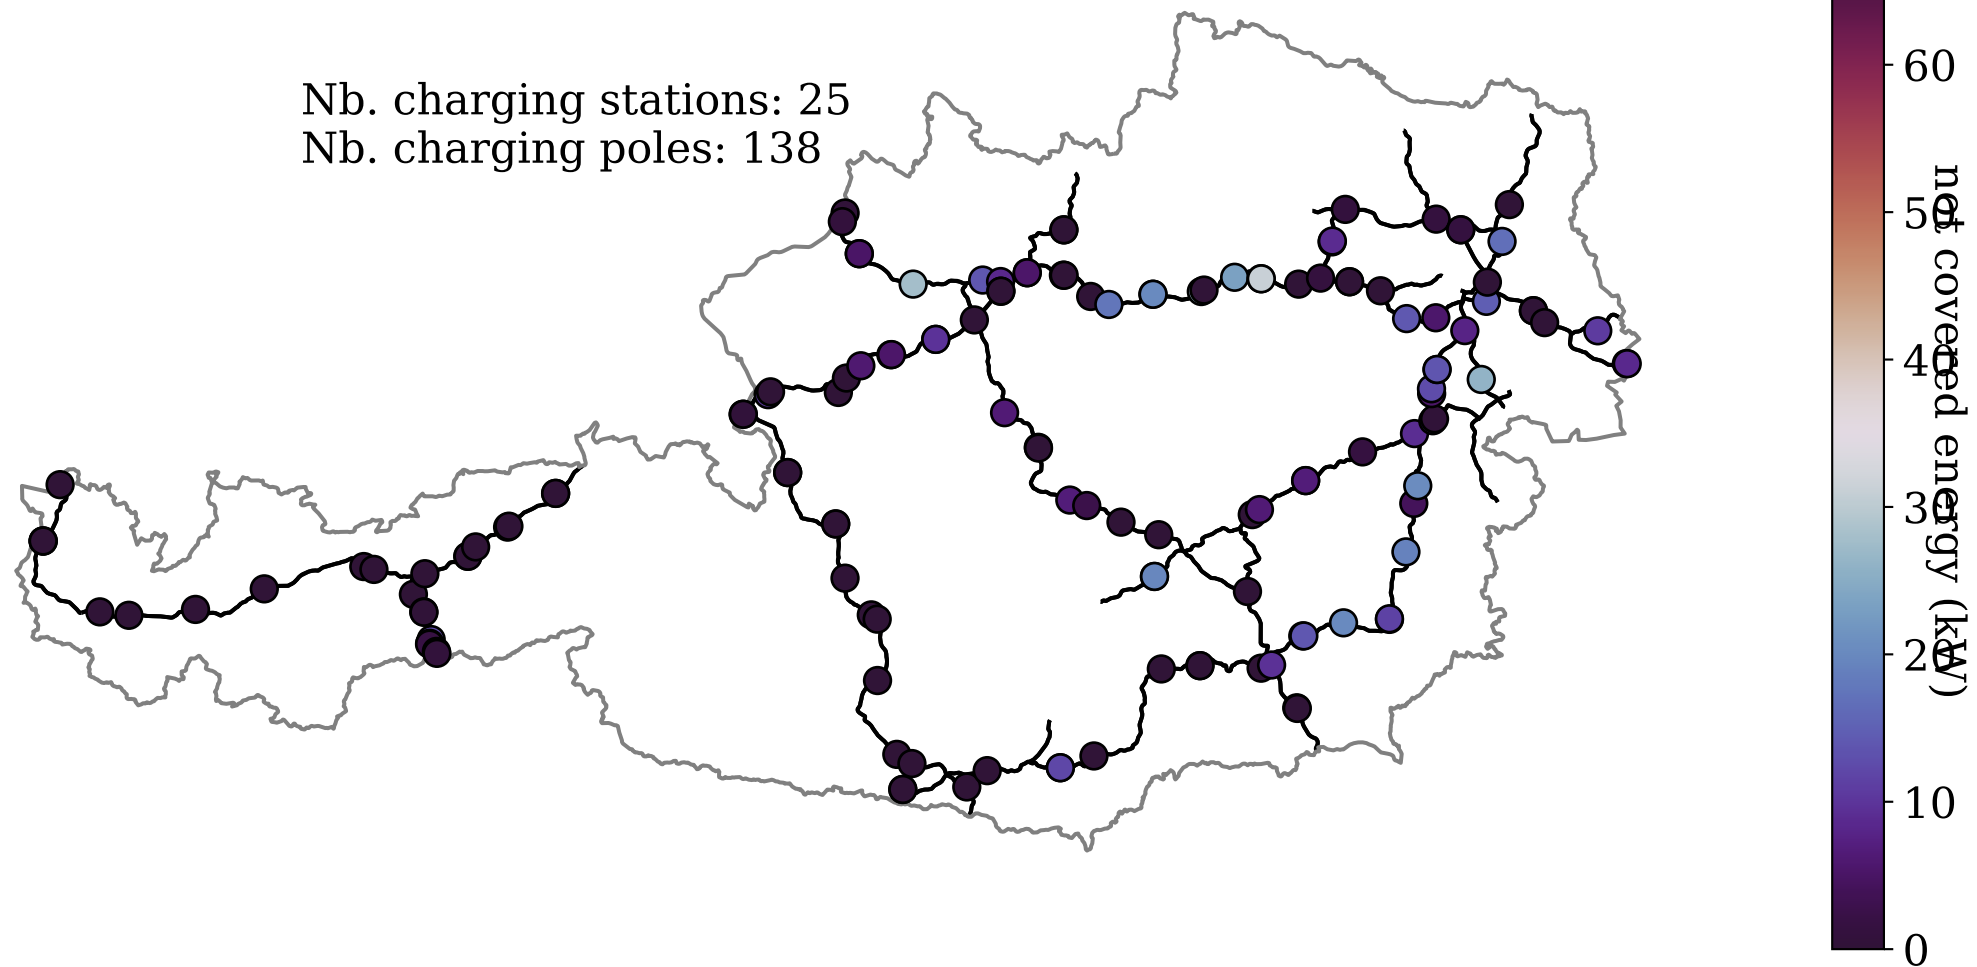 Nb. charging stations: 25
Nb. charging poles: 138
60
50
40
30
20
10
0
not covered energy (kW)